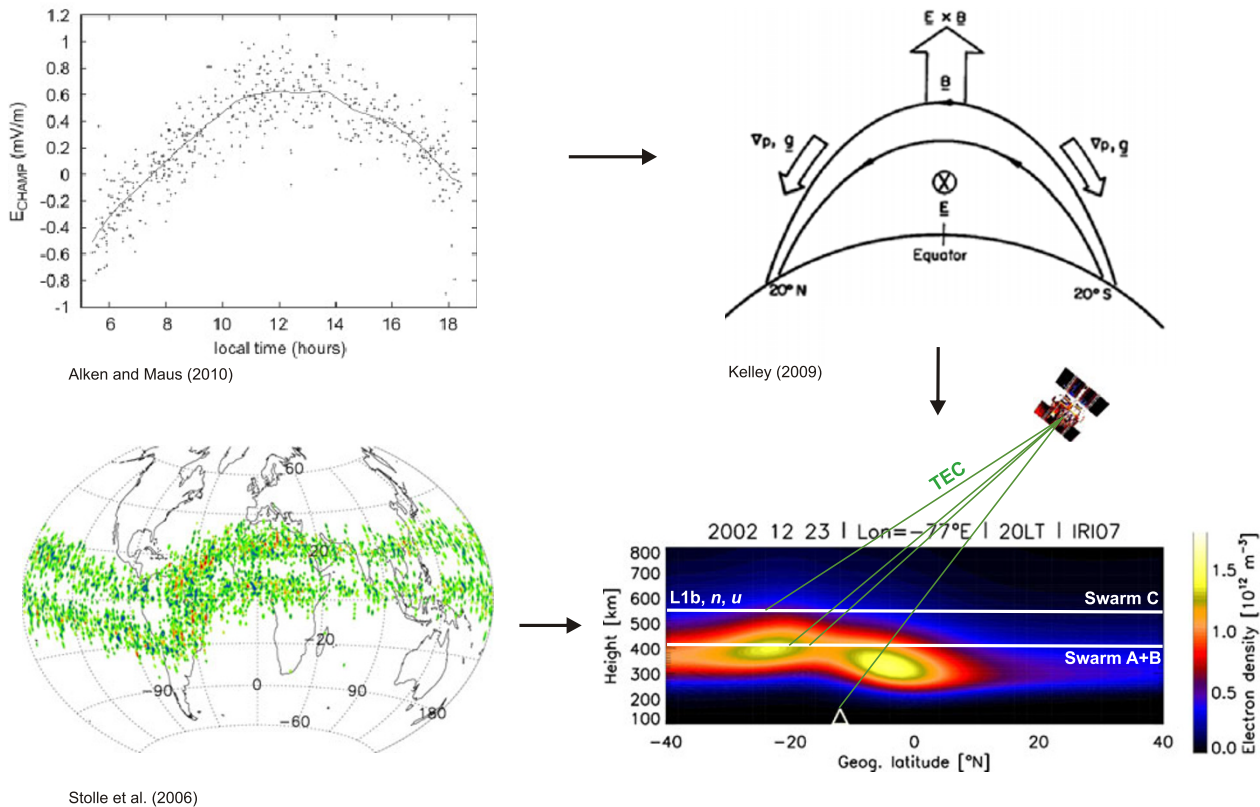 1.2
1
0.8
0.6
0.4
0.2
0
-0.2
-0.4
-0.6
-0.8
-1
E_CHAMP (mV/m)
6 8 10 12 14 16 18
local time (hours)
Alken and Maus (2010)
E × B
B
∇p, g
∇p, g
E
Equator
20° N
20° S
Kelley (2009)
60
20
−20
−90 0 90 180
−60
Stolle et al. (2006)
TEC
2002 12 23 | Lon=−77°E | 20LT | IRI07
800
700
600
500
400
300
200
100
Height [km]
L1b, n, u
Swarm C
Swarm A+B
−40 −20 0 20 40
Geog. latitude [°N]
1.5
1.0
0.5
0.0
Electron density [10¹² m⁻³]